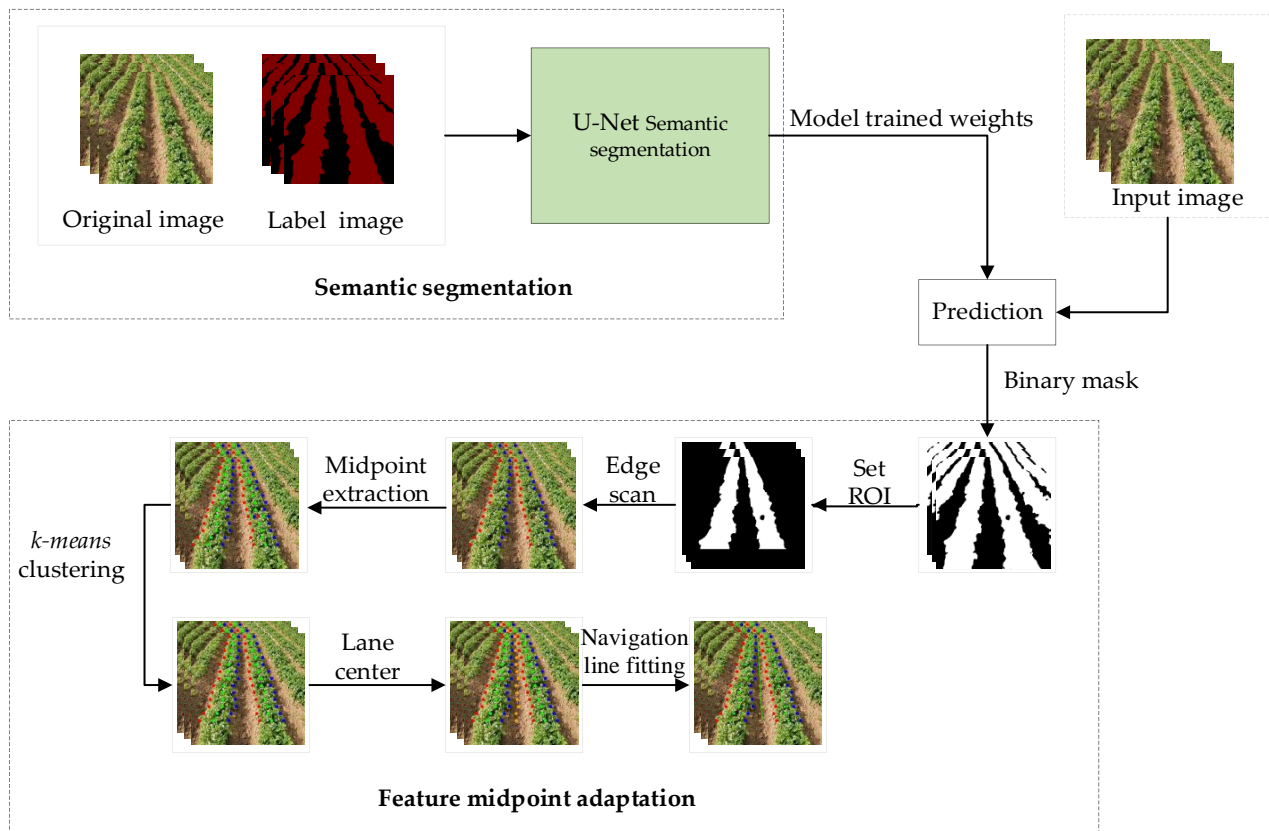 Original image
Label image
U-Net Semantic
segmentation
Model trained weights
Input image
Semantic segmentation
Prediction
Binary mask
Midpoint
extraction
Edge
scan
Set
ROI
k-means
clustering
Lane
center
Navigation
line fitting
Feature midpoint adaptation